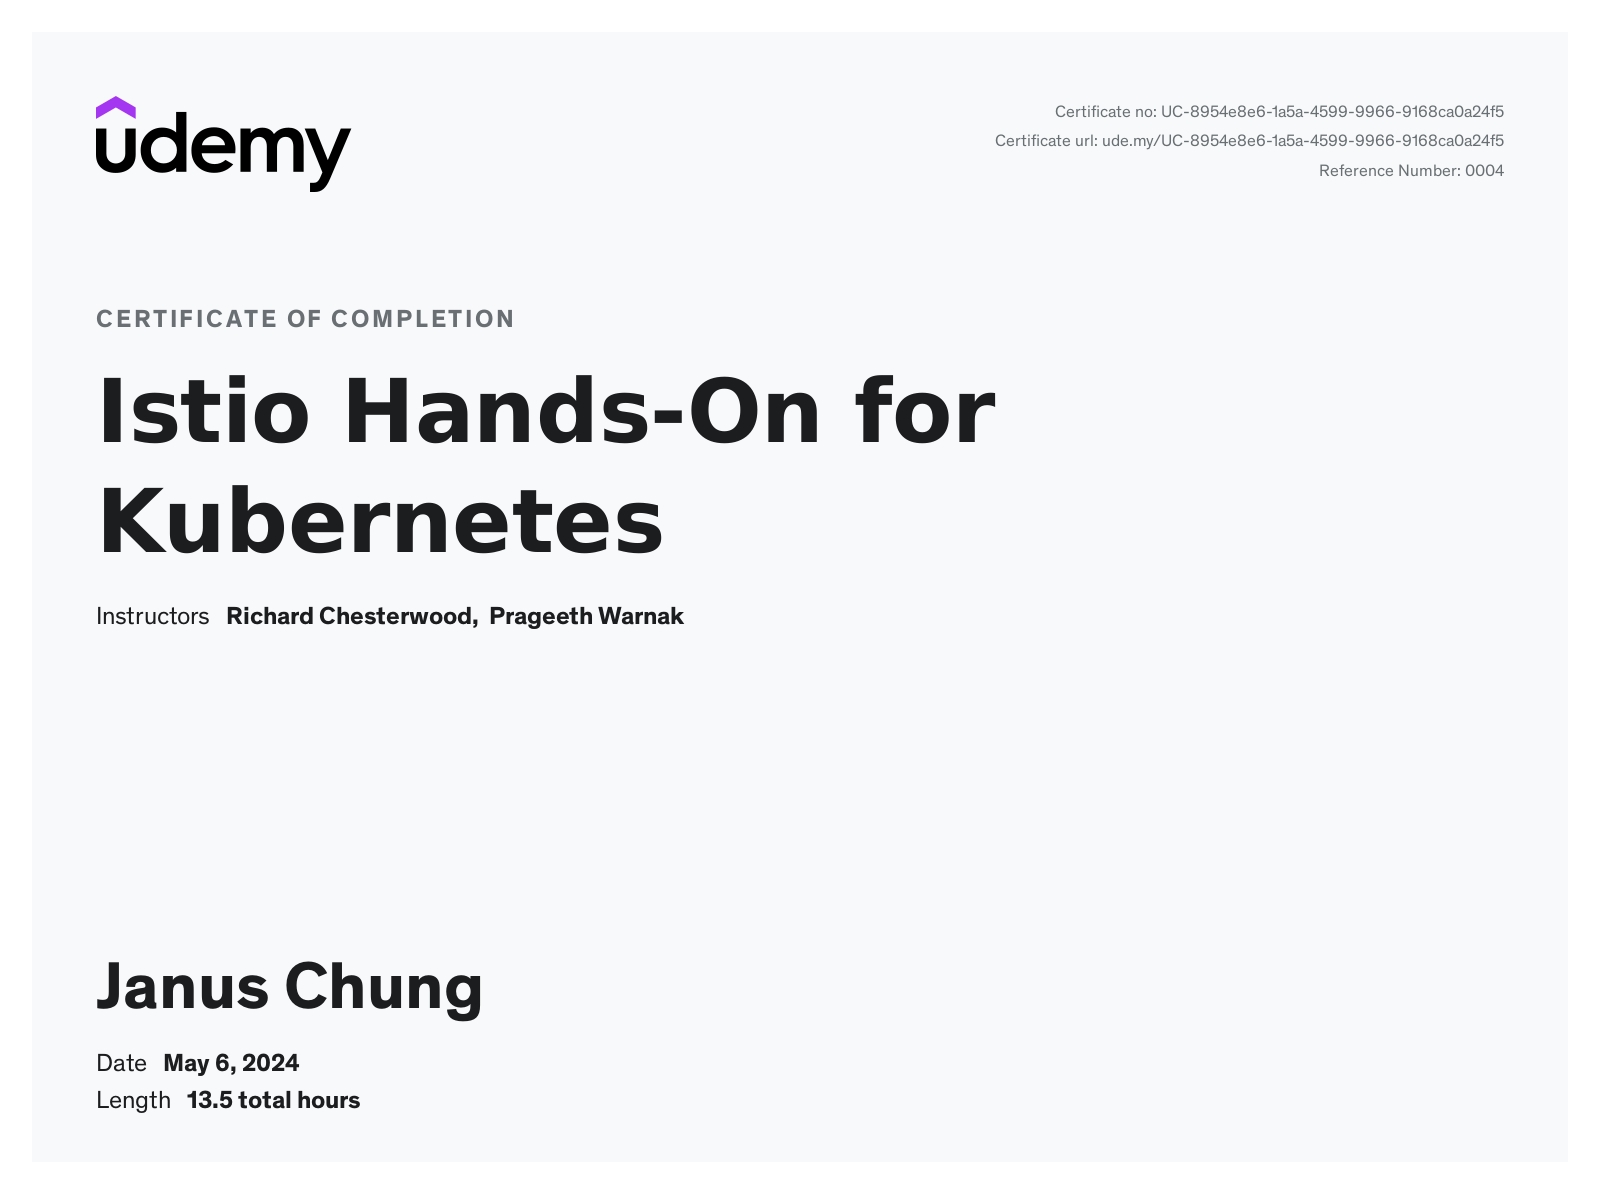 udemy
Certificate no: UC-8954e8e6-1a5a-4599-9966-9168ca0a24f5
Certificate url: ude.my/UC-8954e8e6-1a5a-4599-9966-9168ca0a24f5
Reference Number: 0004
CERTIFICATE OF COMPLETION
Istio Hands-On for
Kubernetes
Instructors Richard Chesterwood, Prageeth Warnak
Janus Chung
Date May 6, 2024
Length 13.5 total hours